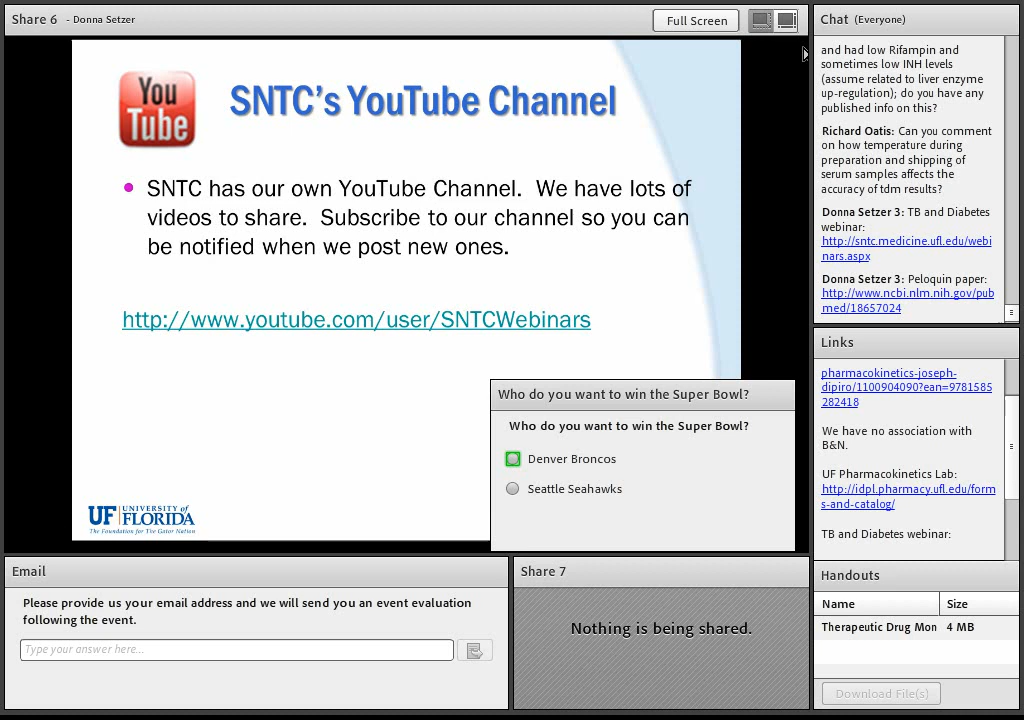 Share 6 - Donna Setzer
Full Screen
You
Tube
SNTC's YouTube Channel
• SNTC has our own YouTube Channel. We have lots of
videos to share. Subscribe to our channel so you can
be notified when we post new ones.
http://www.youtube.com/user/SNTCWebinars
UF UNIVERSITY of
FLORIDA
The Foundation for The Gator Nation
Who do you want to win the Super Bowl?
Who do you want to win the Super Bowl?
Denver Broncos
Seattle Seahawks
Email
Please provide us your email address and we will send you an event evaluation
following the event.
Type your answer here...
Share 7
Nothing is being shared.
Chat (Everyone)
and had low Rifampin and
sometimes low INH levels
(assume related to liver enzyme
up-regulation); do you have any
published info on this?
Richard Oatis: Can you comment
on how temperature during
preparation and shipping of
serum samples affects the
accuracy of tdm results?
Donna Setzer 3: TB and Diabetes
webinar:
http://sntc.medicine.ufl.edu/webi
nars.aspx
Donna Setzer 3: Peloquin paper:
http://www.ncbi.nlm.nih.gov/pub
med/18657024
Links
pharmacokinetics-joseph-
dipiro/1100904090?ean=9781585
282418
We have no association with
B&N.
UF Pharmacokinetics Lab:
http://idpl.pharmacy.ufl.edu/form
s-and-catalog/
TB and Diabetes webinar:
Handouts
Name Size
Therapeutic Drug Mon 4 MB
Download File(s)